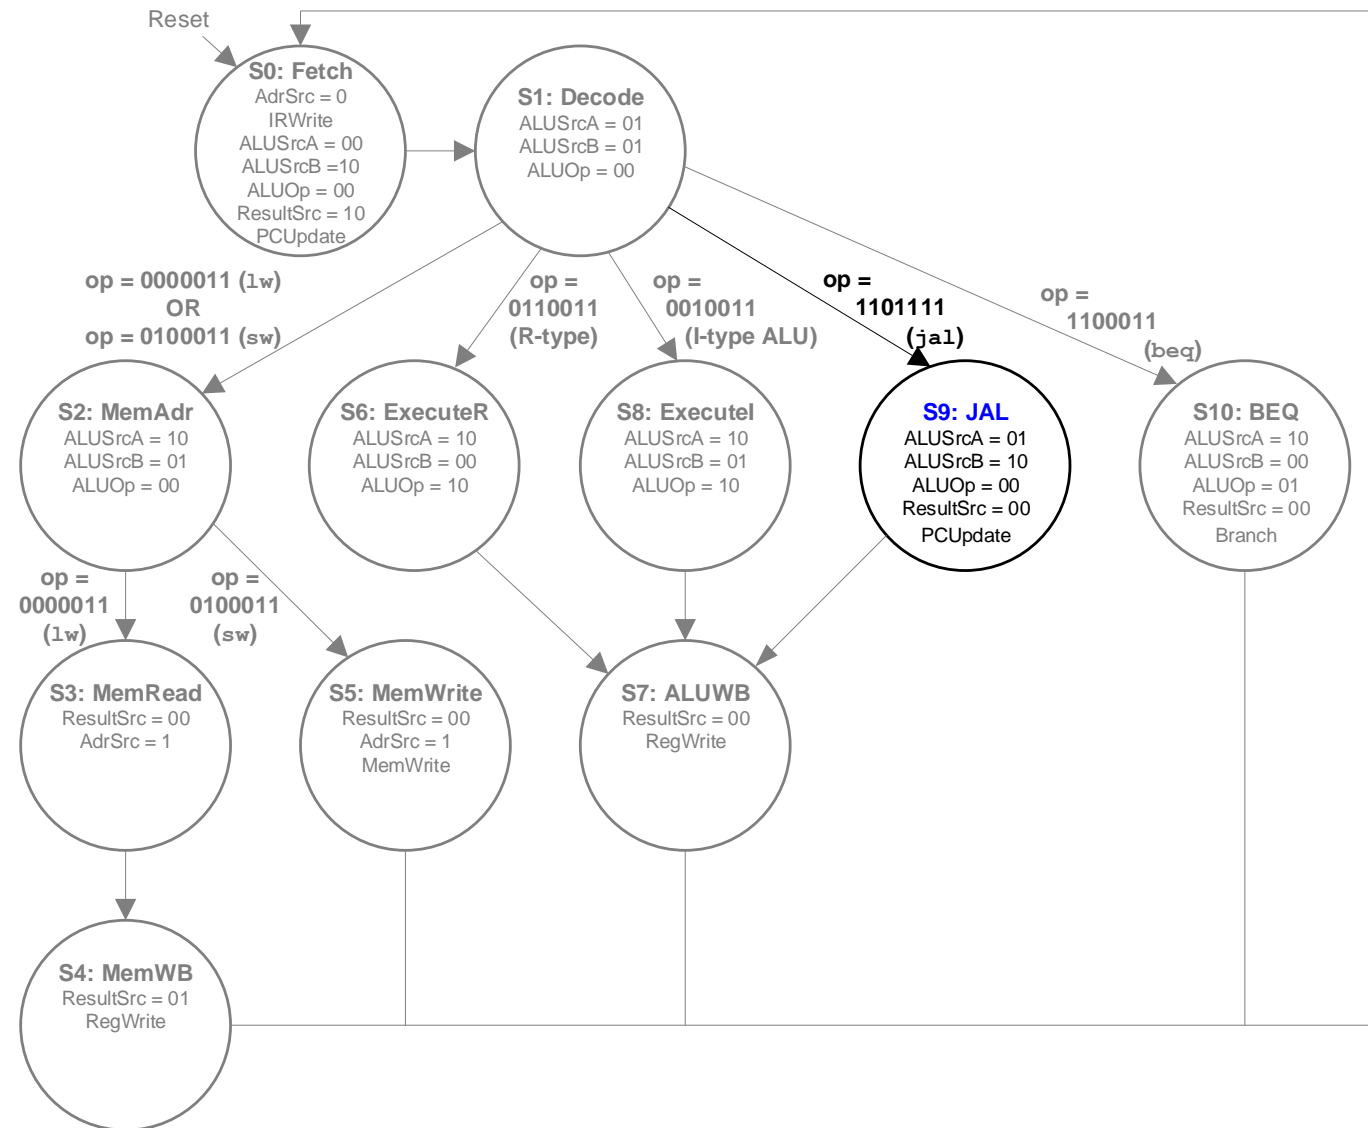 Reset
S0: Fetch
AdrSrc = 0
IRWrite
ALUSrcA = 00
ALUSrcB =10
ALUOp = 00
ResultSrc = 10
PCUpdate
S1: Decode
ALUSrcA = 01
ALUSrcB = 01
ALUOp = 00
op = 0000011 (lw)
OR
op = 0100011 (sw)
op =
0110011
(R-type)
op =
0010011
(I-type ALU)
op =
1101111
(jal)
op =
1100011
(beq)
S2: MemAdr
ALUSrcA = 10
ALUSrcB = 01
ALUOp = 00
S6: ExecuteR
ALUSrcA = 10
ALUSrcB = 00
ALUOp = 10
S8: ExecuteI
ALUSrcA = 10
ALUSrcB = 01
ALUOp = 10
S9: JAL
ALUSrcA = 01
ALUSrcB = 10
ALUOp = 00
ResultSrc = 00
PCUpdate
S10: BEQ
ALUSrcA = 10
ALUSrcB = 00
ALUOp = 01
ResultSrc = 00
Branch
op =
0000011
(lw)
op =
0100011
(sw)
S3: MemRead
ResultSrc = 00
AdrSrc = 1
S5: MemWrite
ResultSrc = 00
AdrSrc = 1
MemWrite
S7: ALUWB
ResultSrc = 00
RegWrite
S4: MemWB
ResultSrc = 01
RegWrite